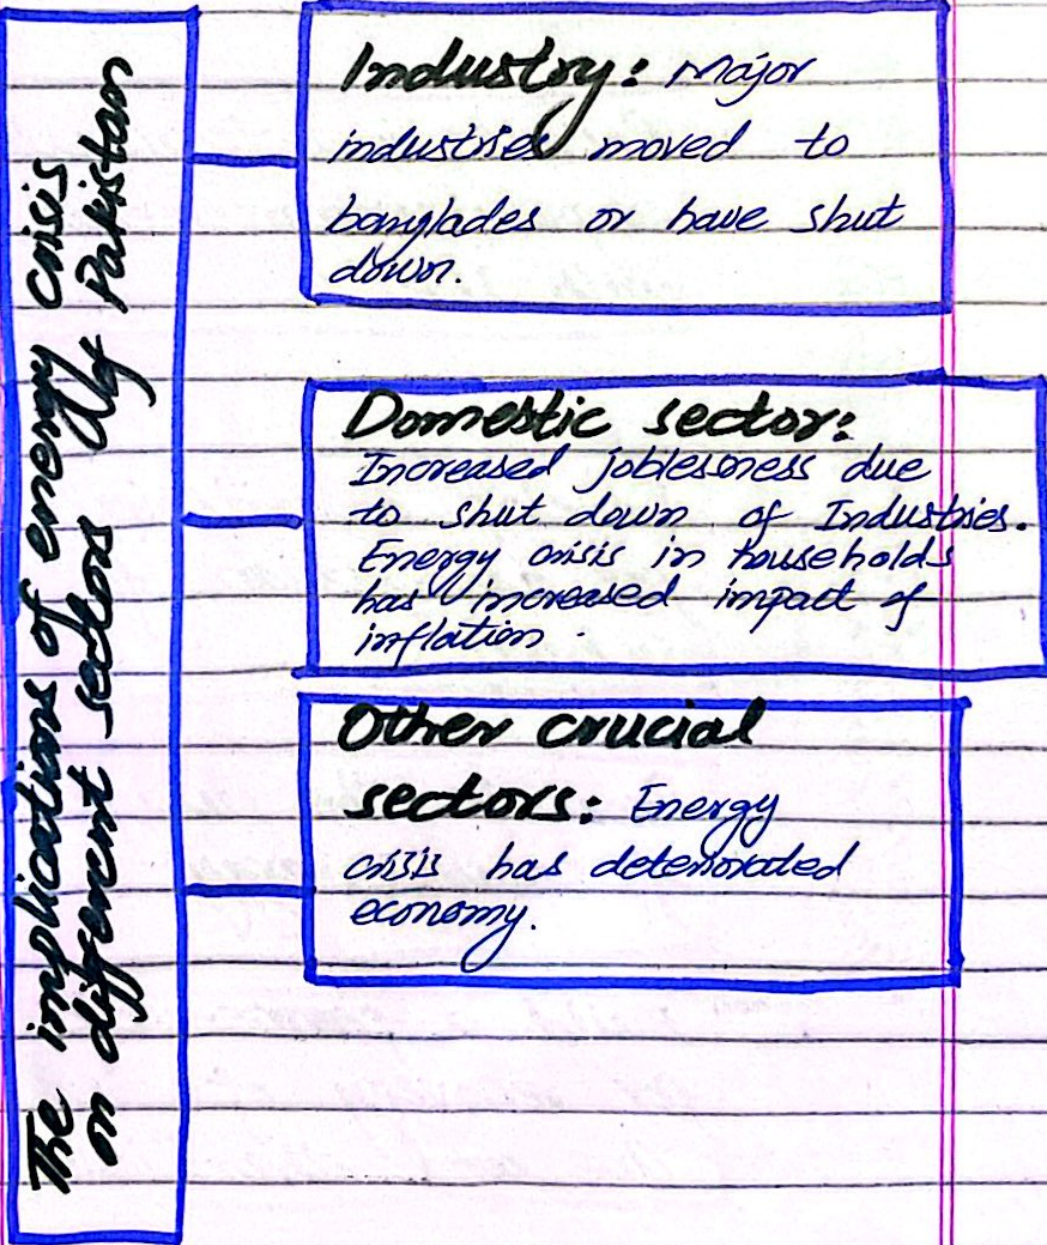 The implications of energy crisis
on different sectors of Pakistan
Industry: Major
industries moved to
banglades or have shut
down.
Domestic sector:
Increased joblessness due
to shut down of Industries.
Energy crisis in households
has increased impact of
inflation.
Other crucial
sectors: Energy
crisis has deteriorated
economy.